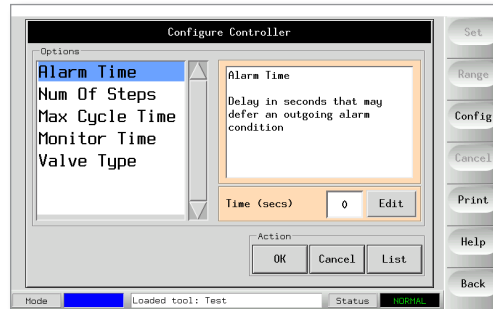 Configure Controller
Options
Alarm Time
Num Of Steps
Max Cycle Time
Monitor Time
Valve Type
Alarm Time
Delay in seconds that may
defer an outgoing alarm
condition
Time (secs) 0 Edit
Action
OK Cancel List
Set
Range
Config
Cancel
Print
Help
Back
Mode Loaded tool: Test Status NORMAL